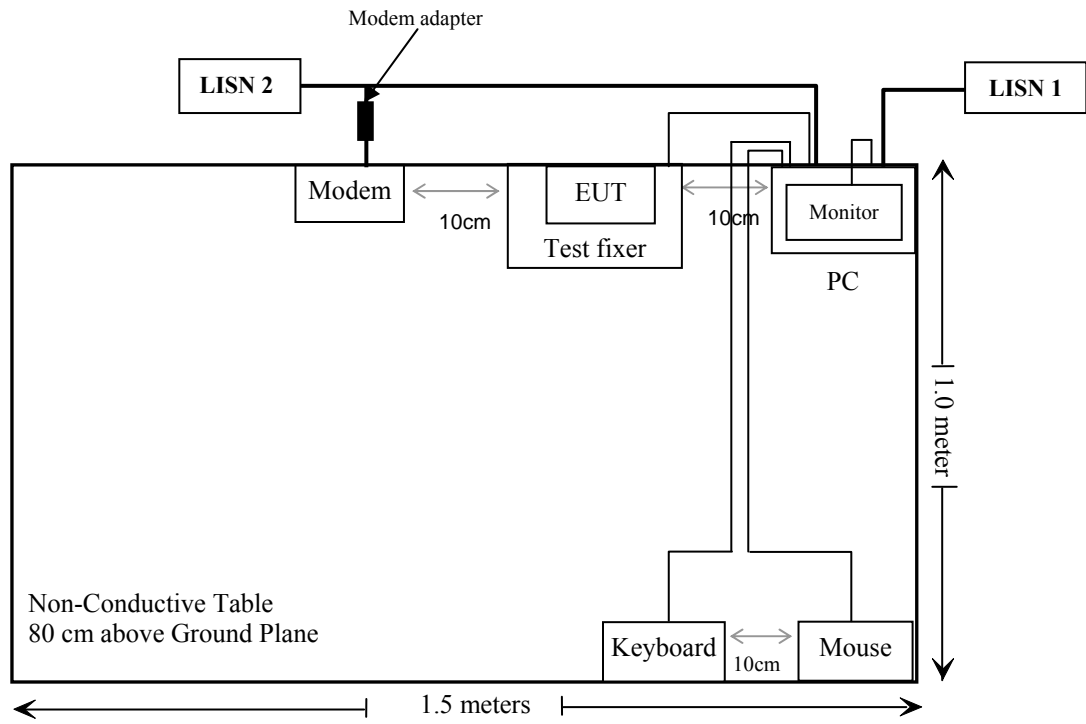 Modem adapter
LISN 2
LISN 1
Modem
EUT
Monitor
10cm
10cm
Test fixer
PC
1.0 meter
Non-Conductive Table
80 cm above Ground Plane
Keyboard
10cm
Mouse
1.5 meters